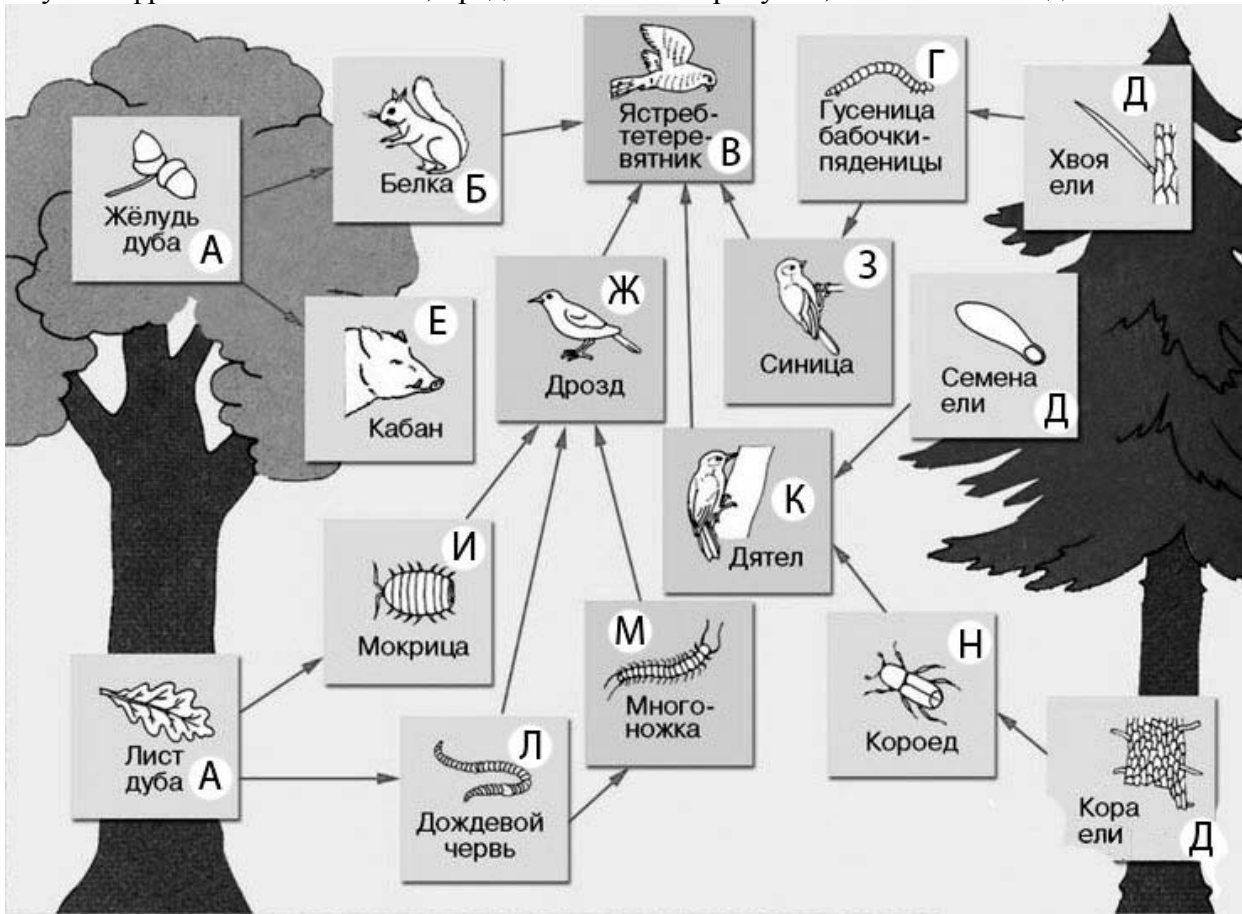 Ястреб-
тетере-
вятник
В
Г
Гусеница
бабочки-
пяденицы
Д
Хвоя
ели
Белка
Б
Жёлудь
дуба
А
Е
Кабан
Ж
Дрозд
З
Синица
Семена
ели
Д
К
Дятел
И
Мокрица
М
Много-
ножка
Н
Короед
Лист
дуба
А
Л
Дождевой
червь
Кора
ели
Д